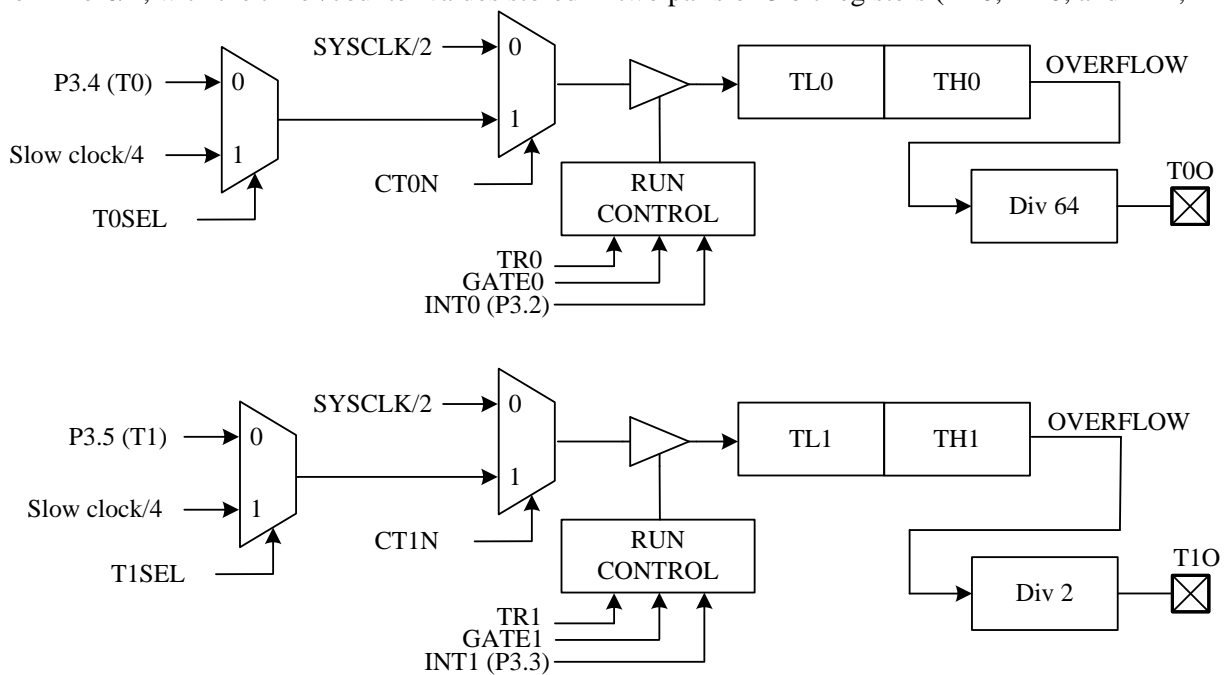 SYSCLK/2
0
P3.4 (T0)
0
TL0
TH0
OVERFLOW
1
Slow clock/4
1
T0O
CT0N
RUN
CONTROL
Div 64
T0SEL
TR0
GATE0
INT0 (P3.2)
SYSCLK/2
0
P3.5 (T1)
0
TL1
TH1
OVERFLOW
1
Slow clock/4
1
CT1N
RUN
CONTROL
T1O
T1SEL
Div 2
TR1
GATE1
INT1 (P3.3)